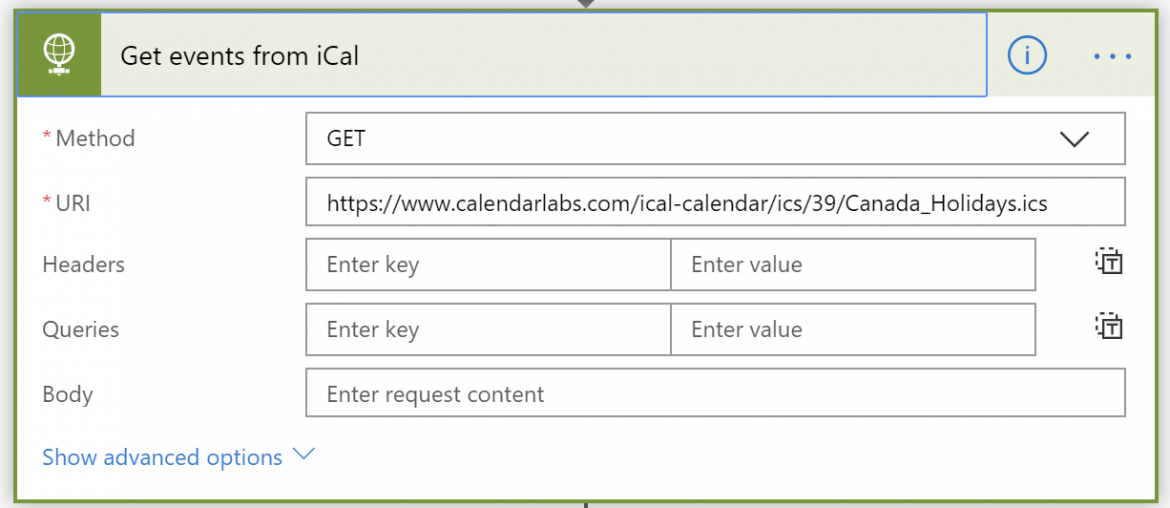 Get events from iCal
* Method GET
* URI https://www.calendarlabs.com/ical-calendar/ics/39/Canada_Holidays.ics
Headers Enter key Enter value
Queries Enter key Enter value
Body Enter request content
Show advanced options